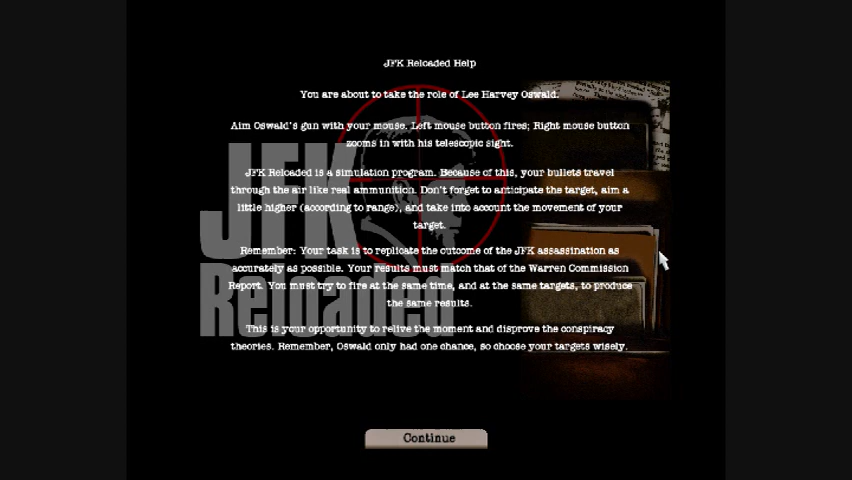 JFK Reloaded Help
You are about to take the role of Lee Harvey Oswald.
Aim Oswald's gun with your mouse. Left mouse button fires; Right mouse button
zooms in with his telescopic sight.
JFK Reloaded is a simulation program. Because of this, your bullets travel
through the air like real ammunition. Don't forget to anticipate the target, aim a
little higher (according to range), and take into account the movement of your
target.
Remember: Your task is to replicate the outcome of the JFK assassination as
accurately as possible. Your results must match that of the Warren Commission
Report. You must try to fire at the same time, and at the same targets, to produce
the same results.
This is your opportunity to relive the moment and disprove the conspiracy
theories. Remember, Oswald only had one chance, so choose your targets wisely.
JFK
Reloaded
Continue